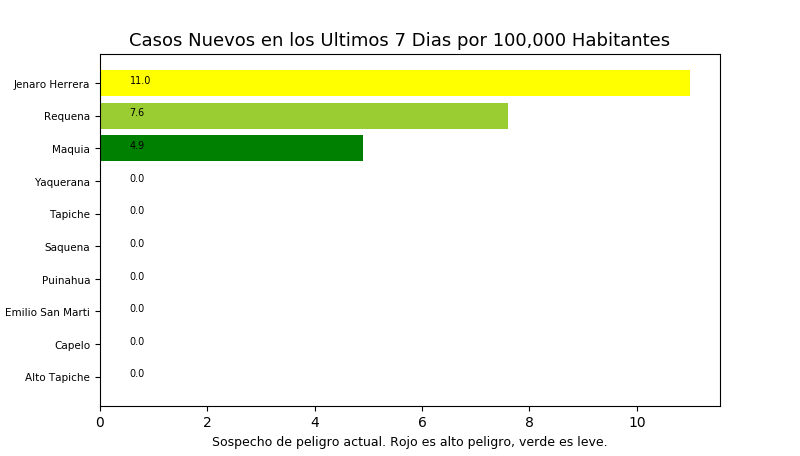 Casos Nuevos en los Ultimos 7 Dias por 100,000 Habitantes
Jenaro Herrera 11.0
Requena 7.6
Maquia 4.9
Yaquerana 0.0
Tapiche 0.0
Saquena 0.0
Puinahua 0.0
Emilio San Marti 0.0
Capelo 0.0
Alto Tapiche 0.0
0 2 4 6 8 10
Sospecho de peligro actual. Rojo es alto peligro, verde es leve.